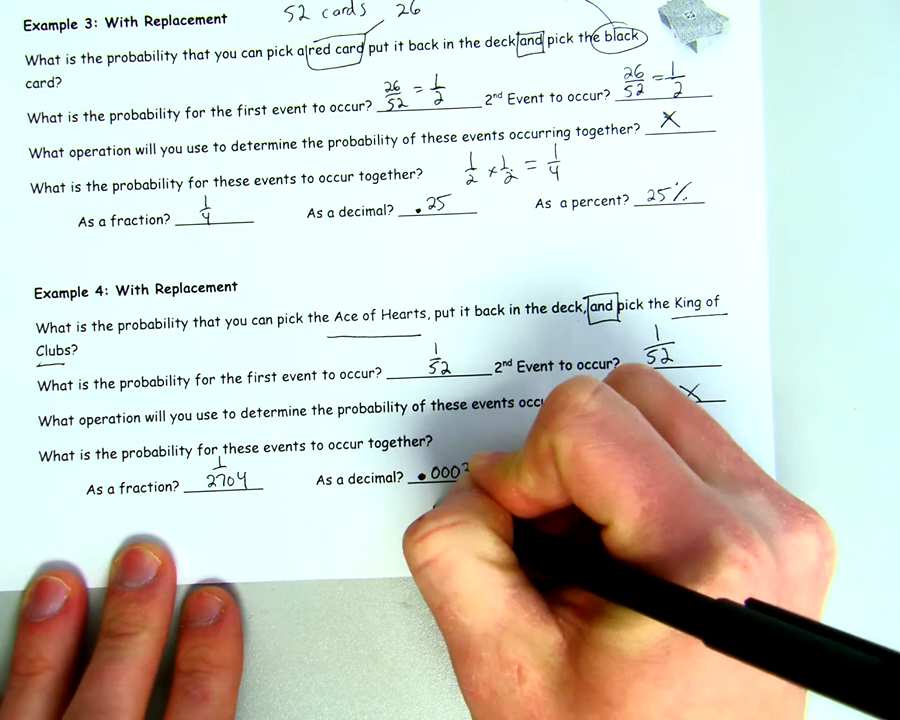 52 cards 26
Example 3: With Replacement
What is the probability that you can pick a red card put it back in the deck and pick the black
card?
What is the probability for the first event to occur? 26/52 = 1/2 2nd Event to occur? 26/52 = 1/2
What operation will you use to determine the probability of these events occurring together? X
What is the probability for these events to occur together? 1/2 x 1/2 = 1/4
As a fraction? 1/4 As a decimal? .25 As a percent? 25%
Example 4: With Replacement
What is the probability that you can pick the Ace of Hearts, put it back in the deck, and pick the King of
Clubs?
What is the probability for the first event to occur? 1/52 2nd Event to occur? 1/52
What operation will you use to determine the probability of these events X
What is the probability for these events to occur together?
As a fraction? 1/2704 As a decimal? .000